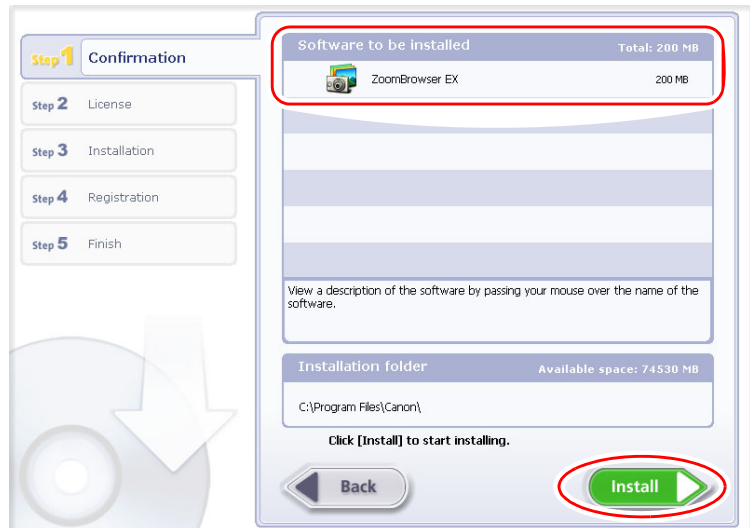 Step 1 Confirmation
Step 2 License
Step 3 Installation
Step 4 Registration
Step 5 Finish
Software to be installed Total: 200 MB
ZoomBrowser EX 200 MB
View a description of the software by passing your mouse over the name of the
software.
Installation folder Available space: 74530 MB
C:\Program Files\Canon\
Click [Install] to start installing.
Back Install